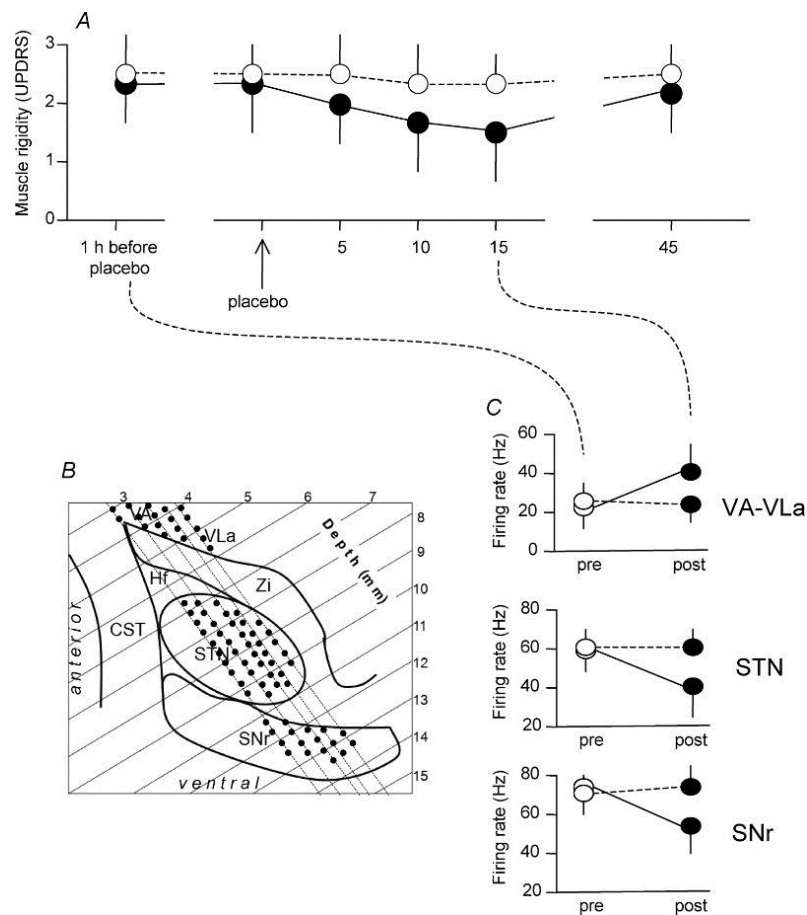 A
Muscle rigidity (UPDRS)
3
2
1
0
1 h before
placebo
placebo
5
10
15
45
B
3
4
5
6
7
8
9
10
11
12
13
14
15
VA
VLa
Depth (mm)
Hf
Zi
anterior
CST
STN
SNr
ventral
C
Firing rate (Hz)
60
40
20
0
pre
post
VA-VLa
Firing rate (Hz)
80
60
40
20
pre
post
STN
Firing rate (Hz)
80
60
40
20
pre
post
SNr